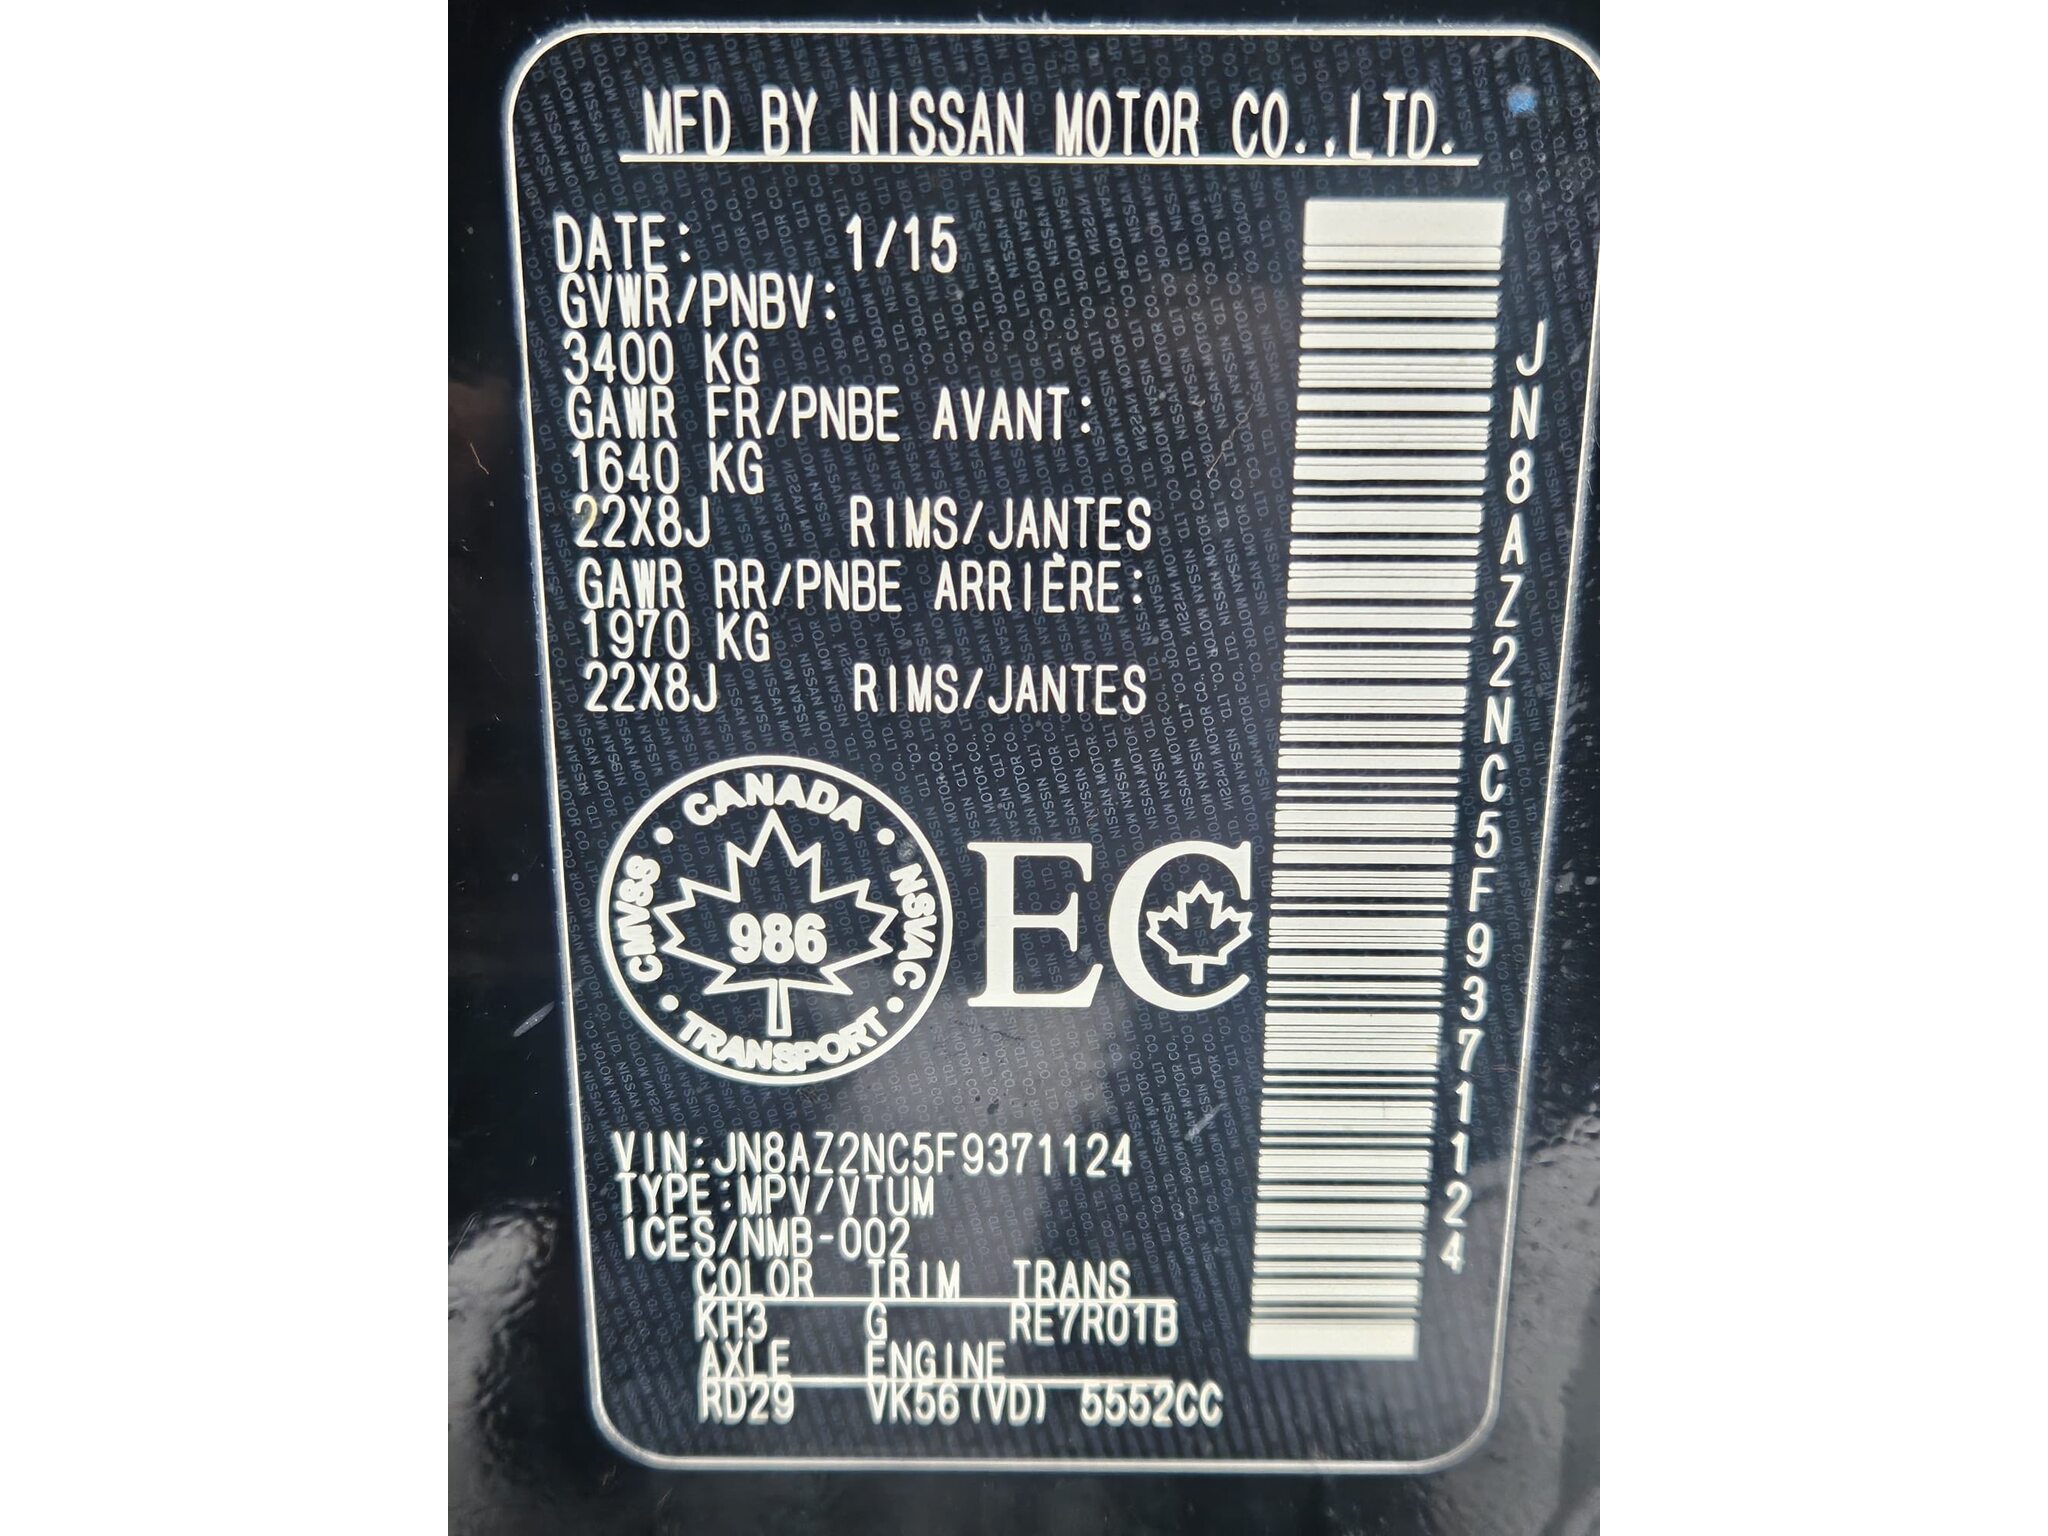 MFD BY NISSAN MOTOR CO.,LTD.
DATE: 1/15
GVWR/PNBV:
3400 KG
GAWR FR/PNBE AVANT:
1640 KG
22X8J RIMS/JANTES
GAWR RR/PNBE ARRIÈRE:
1970 KG
22X8J RIMS/JANTES
CANADA
CMVSS
NSVAC
986
TRANSPORT
EC
VIN:JN8AZ2NC5F9371124
TYPE:MPV/VTUM
ICES/NMB-002
COLOR TRIM TRANS
KH3 G RE7R01B
AXLE ENGINE
RD29 VK56(VD) 5552CC
JN8AZ2NC5F9371124